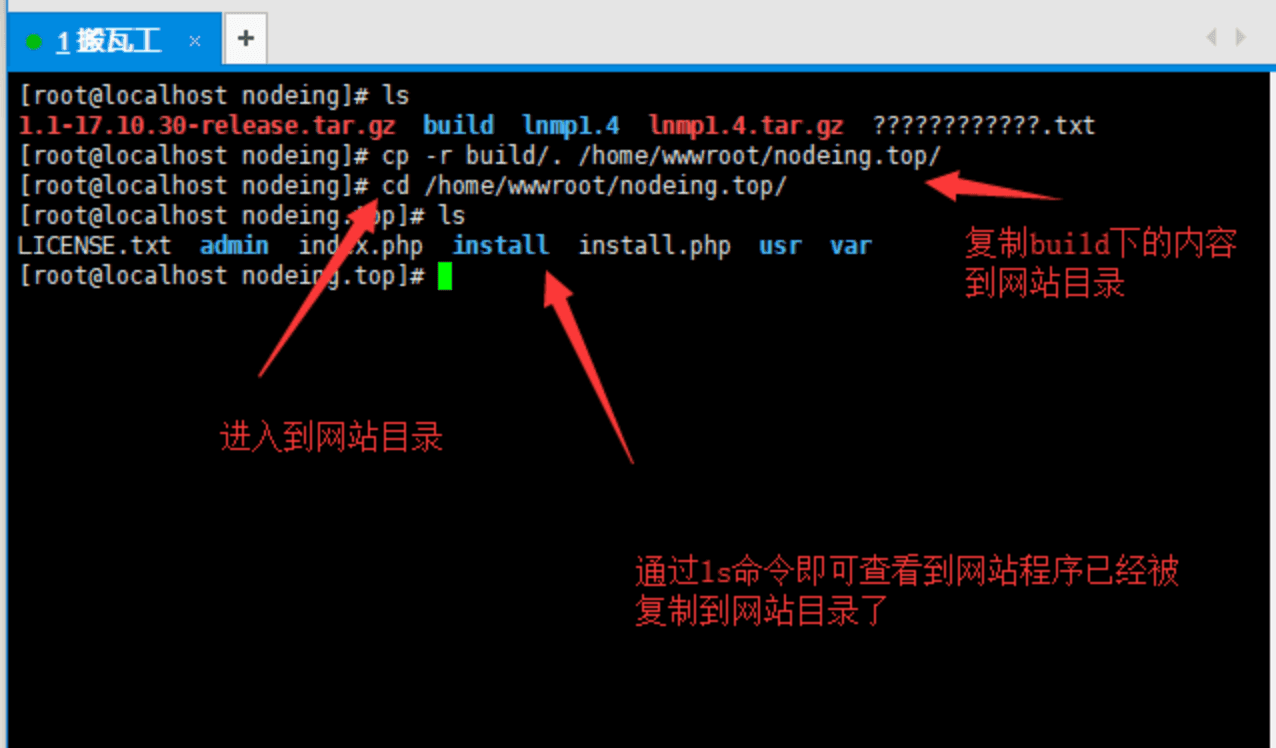 1 搬瓦工 × +
[root@localhost nodeing]# ls
1.1-17.10.30-release.tar.gz build lnmp1.4 lnmp1.4.tar.gz ????????????.txt
[root@localhost nodeing]# cp -r build/. /home/wwwroot/nodeing.top/
[root@localhost nodeing]# cd /home/wwwroot/nodeing.top/
[root@localhost nodeing.top]# ls
LICENSE.txt admin index.php install install.php usr var
[root@localhost nodeing.top]#
复制build下的内容
到网站目录
进入到网站目录
通过ls命令即可查看到网站程序已经被
复制到网站目录了